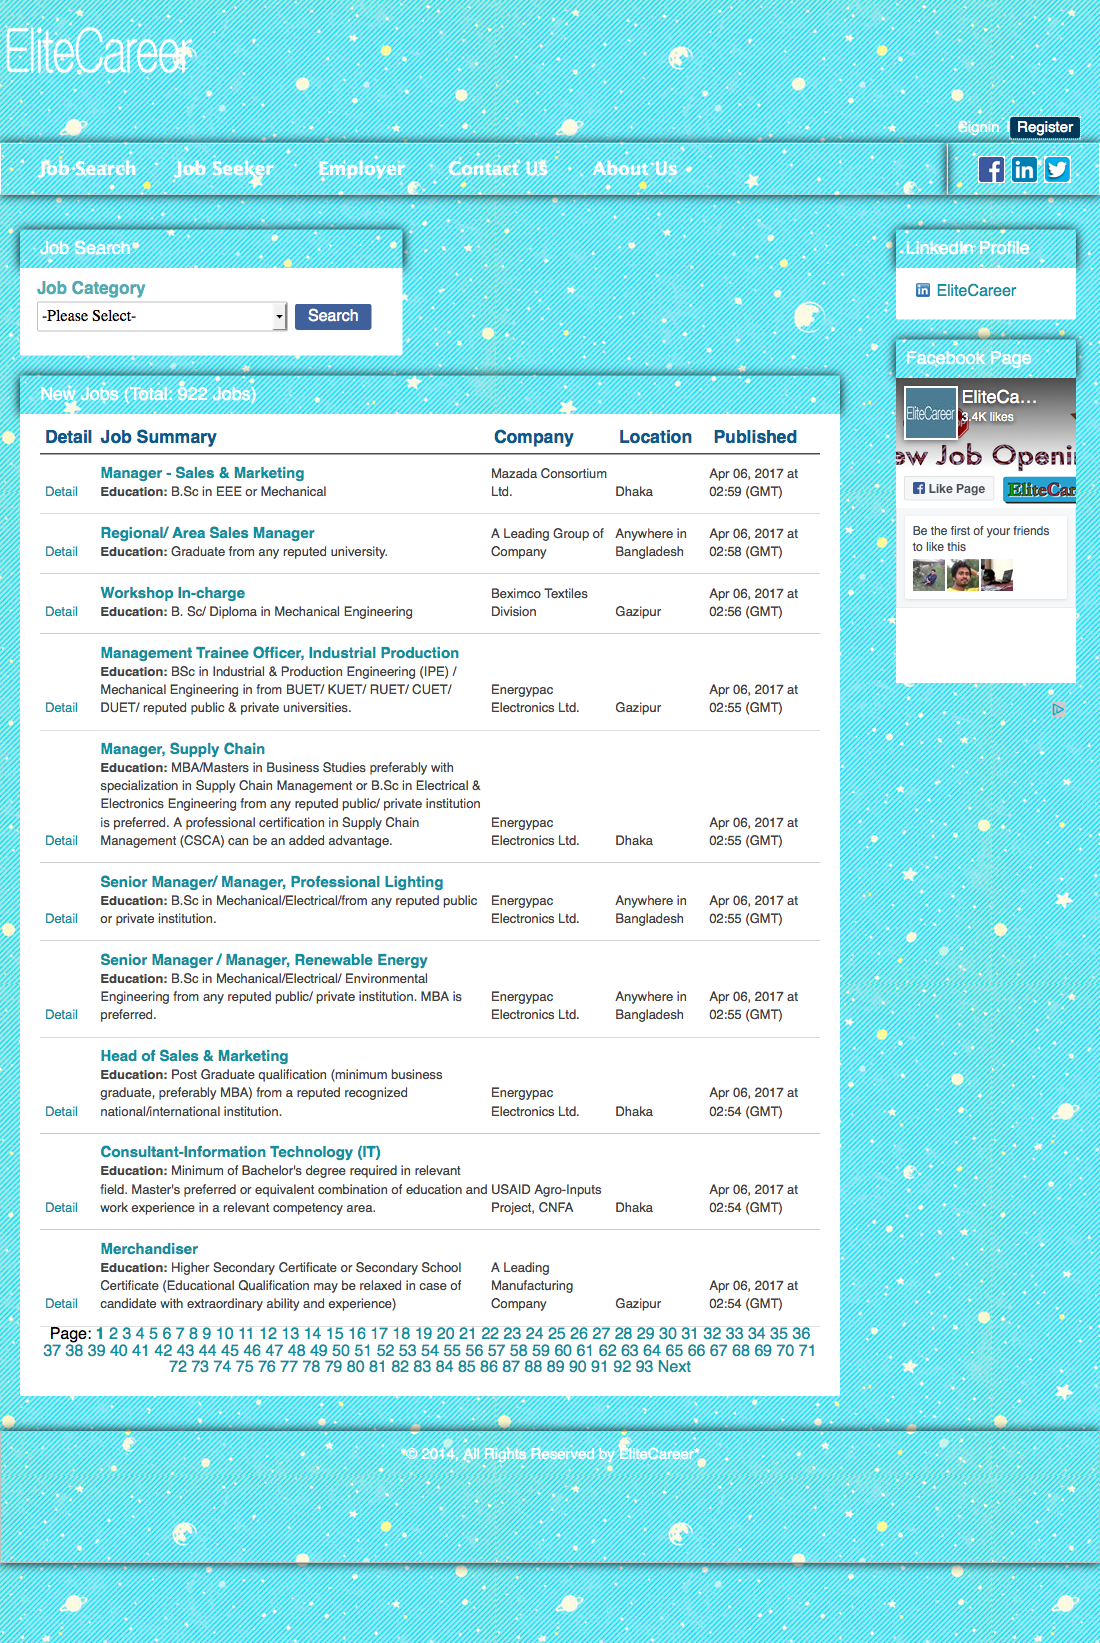 EliteCareer
Signin | Register
Job Search Job Seeker Employer Contact US About Us
Job Search
Job Category
-Please Select- Search
LinkedIn Profile
EliteCareer
Facebook Page
EliteCa...
3.4K likes
EliteCareer
ew Job Openi
Like Page
EliteCar
Be the first of your friends
to like this
New Jobs (Total: 922 Jobs)
Detail Job Summary Company Location Published
Manager - Sales & Marketing Mazada Consortium Apr 06, 2017 at
Detail Education: B.Sc in EEE or Mechanical Ltd. Dhaka 02:59 (GMT)
Regional/ Area Sales Manager A Leading Group of Anywhere in Apr 06, 2017 at
Detail Education: Graduate from any reputed university. Company Bangladesh 02:58 (GMT)
Workshop In-charge Beximco Textiles Apr 06, 2017 at
Detail Education: B. Sc/ Diploma in Mechanical Engineering Division Gazipur 02:56 (GMT)
Management Trainee Officer, Industrial Production
Education: BSc in Industrial & Production Engineering (IPE) /
Mechanical Engineering in from BUET/ KUET/ RUET/ CUET/ Energypac Apr 06, 2017 at
Detail DUET/ reputed public & private universities. Electronics Ltd. Gazipur 02:55 (GMT)
Manager, Supply Chain
Education: MBA/Masters in Business Studies preferably with
specialization in Supply Chain Management or B.Sc in Electrical &
Electronics Engineering from any reputed public/ private institution
is preferred. A professional certification in Supply Chain Energypac Apr 06, 2017 at
Detail Management (CSCA) can be an added advantage. Electronics Ltd. Dhaka 02:55 (GMT)
Senior Manager/ Manager, Professional Lighting
Education: B.Sc in Mechanical/Electrical/from any reputed public Energypac Anywhere in Apr 06, 2017 at
Detail or private institution. Electronics Ltd. Bangladesh 02:55 (GMT)
Senior Manager / Manager, Renewable Energy
Education: B.Sc in Mechanical/Electrical/ Environmental
Engineering from any reputed public/ private institution. MBA is Energypac Anywhere in Apr 06, 2017 at
Detail preferred. Electronics Ltd. Bangladesh 02:55 (GMT)
Head of Sales & Marketing
Education: Post Graduate qualification (minimum business
graduate, preferably MBA) from a reputed recognized Energypac Apr 06, 2017 at
Detail national/international institution. Electronics Ltd. Dhaka 02:54 (GMT)
Consultant-Information Technology (IT)
Education: Minimum of Bachelor's degree required in relevant
field. Master's preferred or equivalent combination of education and USAID Agro-Inputs Apr 06, 2017 at
Detail work experience in a relevant competency area. Project, CNFA Dhaka 02:54 (GMT)
Merchandiser
Education: Higher Secondary Certificate or Secondary School A Leading
Certificate (Educational Qualification may be relaxed in case of Manufacturing Apr 06, 2017 at
Detail candidate with extraordinary ability and experience) Company Gazipur 02:54 (GMT)
Page: 1 2 3 4 5 6 7 8 9 10 11 12 13 14 15 16 17 18 19 20 21 22 23 24 25 26 27 28 29 30 31 32 33 34 35 36
37 38 39 40 41 42 43 44 45 46 47 48 49 50 51 52 53 54 55 56 57 58 59 60 61 62 63 64 65 66 67 68 69 70 71
72 73 74 75 76 77 78 79 80 81 82 83 84 85 86 87 88 89 90 91 92 93 Next
*© 2014, All Rights Reserved by EliteCareer*